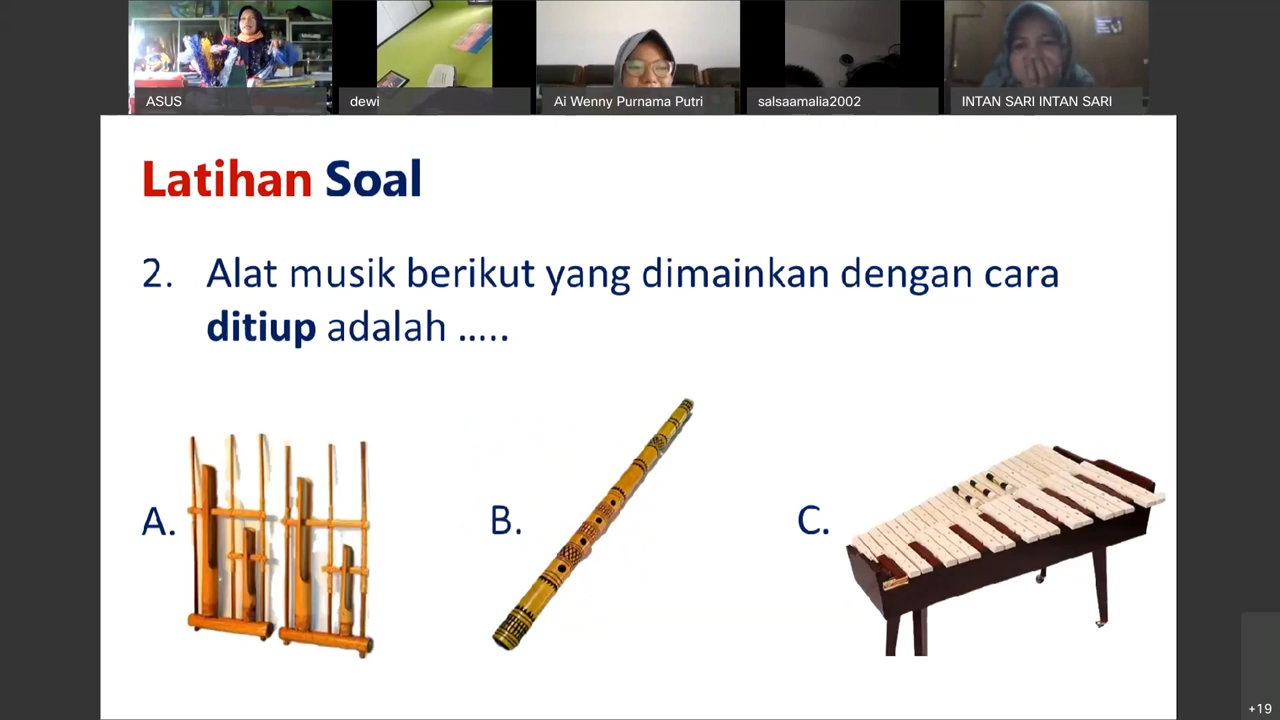 ASUS
dewi
Ai Wenny Purnama Putri
salsaamalia2002
INTAN SARI INTAN SARI
Latihan Soal
2. Alat musik berikut yang dimainkan dengan cara
ditiup adalah .....
A.
B.
C.
+19